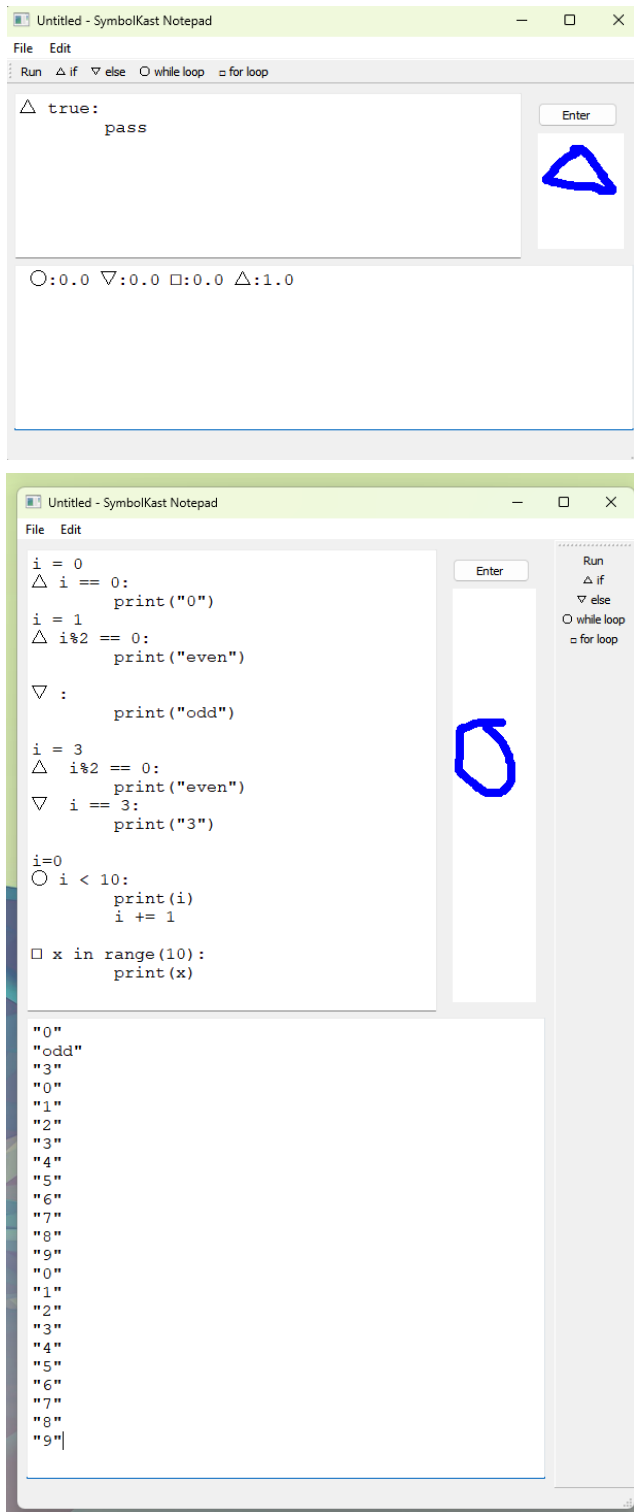 Untitled - SymbolKast Notepad
File Edit
Run △ if ▽ else ○ while loop □ for loop
△ true:
pass
Enter
○:0.0 ▽:0.0 □:0.0 △:1.0
Untitled - SymbolKast Notepad
File Edit
i = 0
△ i == 0:
print("0")
i = 1
△ i%2 == 0:
print("even")
▽ :
print("odd")
i = 3
△ i%2 == 0:
print("even")
▽ i == 3:
print("3")
i=0
○ i < 10:
print(i)
i += 1
□ x in range(10):
print(x)
Enter
Run
△ if
▽ else
○ while loop
□ for loop
"0"
"odd"
"3"
"0"
"1"
"2"
"3"
"4"
"5"
"6"
"7"
"8"
"9"
"0"
"1"
"2"
"3"
"4"
"5"
"6"
"7"
"8"
"9"